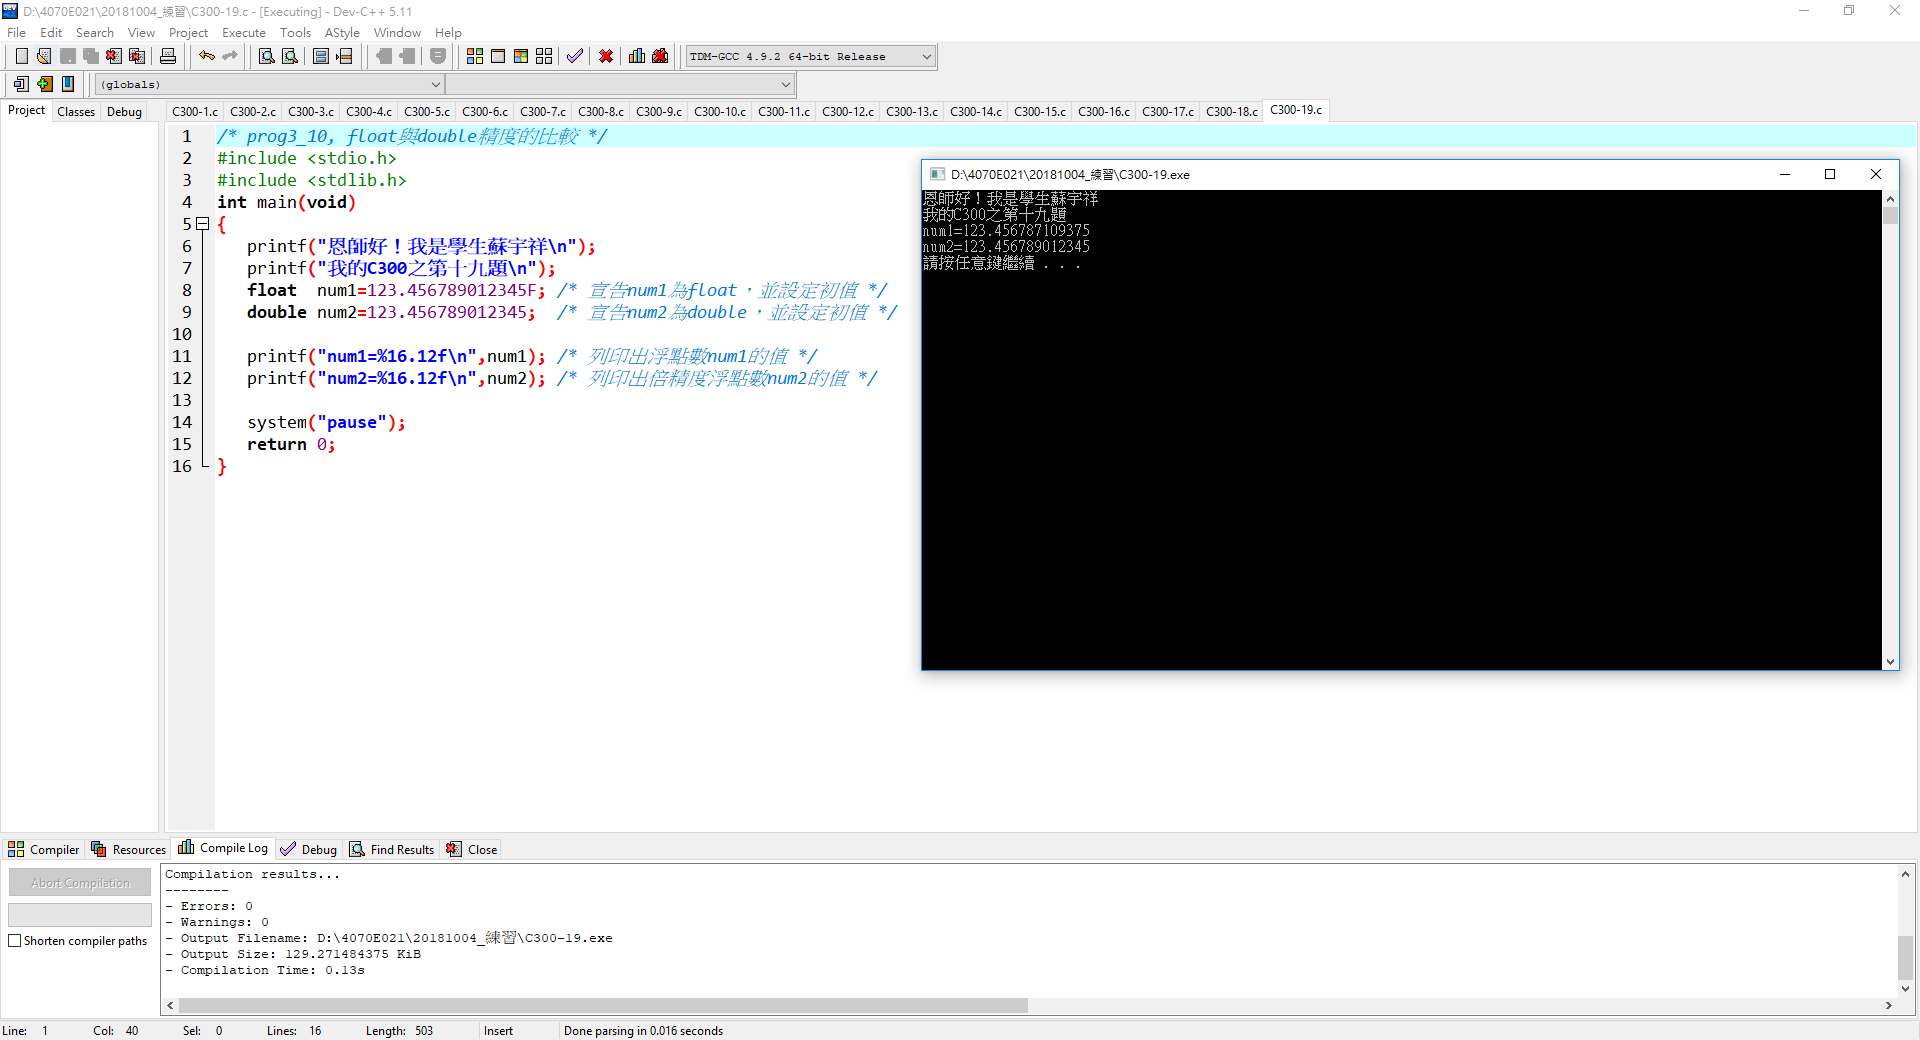 D:\4070E021\20181004_練習\C300-19.c - [Executing] - Dev-C++ 5.11
File Edit Search View Project Execute Tools AStyle Window Help
TDM-GCC 4.9.2 64-bit Release
(globals)
Project Classes Debug C300-1.c C300-2.c C300-3.c C300-4.c C300-5.c C300-6.c C300-7.c C300-8.c C300-9.c C300-10.c C300-11.c C300-12.c C300-13.c C300-14.c C300-15.c C300-16.c C300-17.c C300-18.c C300-19.c
1 /* prog3_10, float與double精度的比較 */
2 #include <stdio.h>
3 #include <stdlib.h>
4 int main(void)
5 {
6 printf("恩師好！我是學生蘇宇祥\n");
7 printf("我的C300之第十九題\n");
8 float num1=123.456789012345F; /* 宣告num1為float，並設定初值 */
9 double num2=123.456789012345; /* 宣告num2為double，並設定初值 */
10
11 printf("num1=%16.12f\n",num1); /* 列印出浮點數num1的值 */
12 printf("num2=%16.12f\n",num2); /* 列印出倍精度浮點數num2的值 */
13
14 system("pause");
15 return 0;
16 }
D:\4070E021\20181004_練習\C300-19.exe
恩師好！我是學生蘇宇祥
我的C300之第十九題
num1=123.456787109375
num2=123.456789012345
請按任意鍵繼續 . . .
Compiler Resources Compile Log Debug Find Results Close
Abort Compilation
Shorten compiler paths
Compilation results...
--------
- Errors: 0
- Warnings: 0
- Output Filename: D:\4070E021\20181004_練習\C300-19.exe
- Output Size: 129.271484375 KiB
- Compilation Time: 0.13s
Line: 1 Col: 40 Sel: 0 Lines: 16 Length: 503 Insert Done parsing in 0.016 seconds